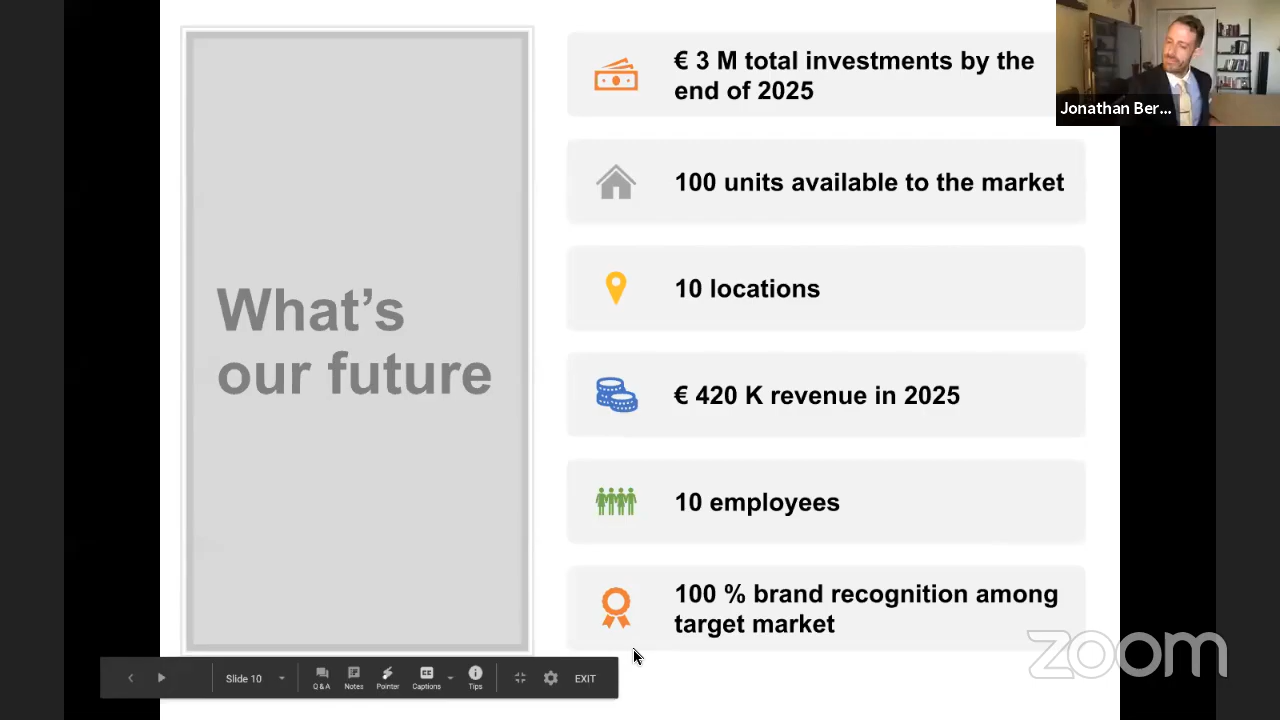 What's
our future
€ 3 M total investments by the
end of 2025
100 units available to the market
10 locations
€ 420 K revenue in 2025
10 employees
100 % brand recognition among
target market
Jonathan Ber...
Slide 10
Q&A
Notes
Pointer
Captions
CC
Tips
EXIT
zoom